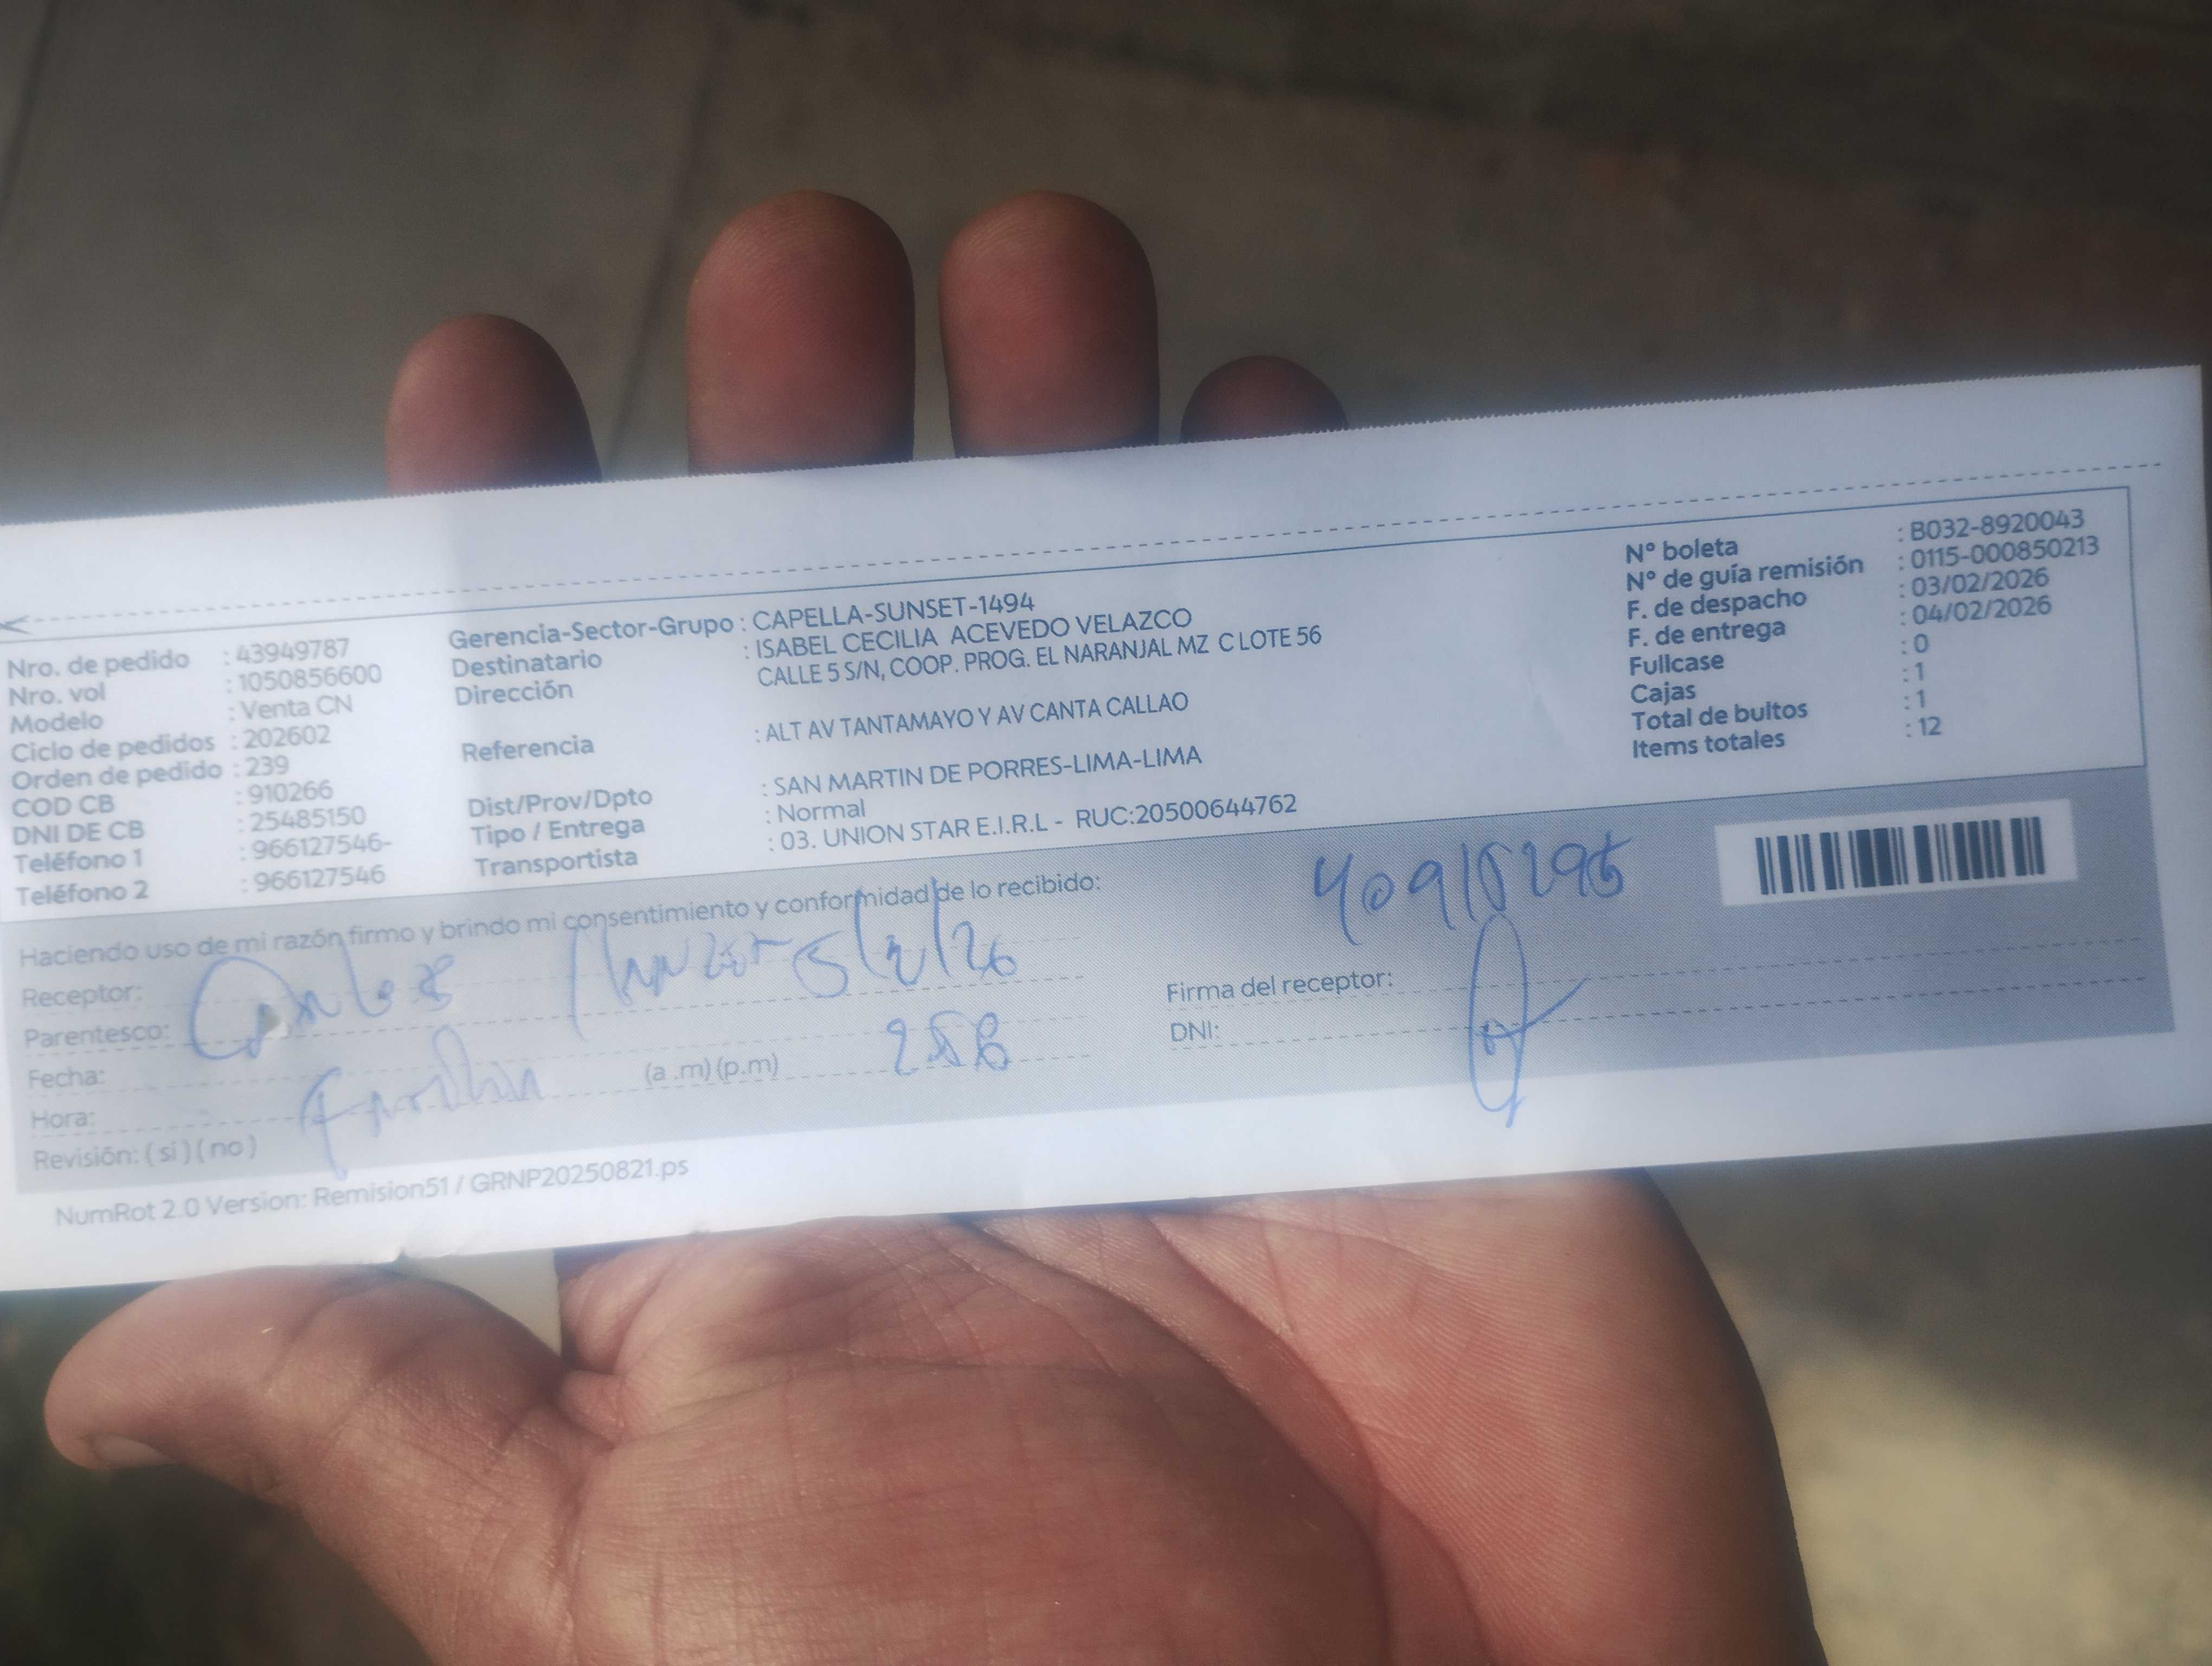 Nro. de pedido : 43949787
Nro. vol : 1050856600
Modelo : Venta CN
Ciclo de pedidos : 202602
Orden de pedido : 239
COD CB : 910266
DNI DE CB : 25485150
Teléfono 1 : 966127546-
Teléfono 2 : 966127546
Gerencia-Sector-Grupo : CAPELLA-SUNSET-1494
Destinatario : ISABEL CECILIA ACEVEDO VELAZCO
Dirección CALLE 5 S/N, COOP. PROG. EL NARANJAL MZ C LOTE 56
Referencia : ALT AV TANTAMAYO Y AV CANTA CALLAO
Dist/Prov/Dpto : SAN MARTIN DE PORRES-LIMA-LIMA
Tipo / Entrega : Normal
Transportista : 03. UNION STAR E.I.R.L - RUC:20500644762
N° boleta : B032-8920043
N° de guía remisión : 0115-000850213
F. de despacho : 03/02/2026
F. de entrega : 04/02/2026
Fullcase : 0
Cajas : 1
Total de bultos : 1
Items totales : 12
Haciendo uso de mi razón firmo y brindo mi consentimiento y conformidad de lo recibido:
Receptor:
Parentesco: 5/2/26
Fecha:
Hora: (a .m) (p.m)
Revisión: ( si ) ( no )
Firma del receptor:
DNI:
NumRot 2.0 Version: Remision51 / GRNP20250821.ps